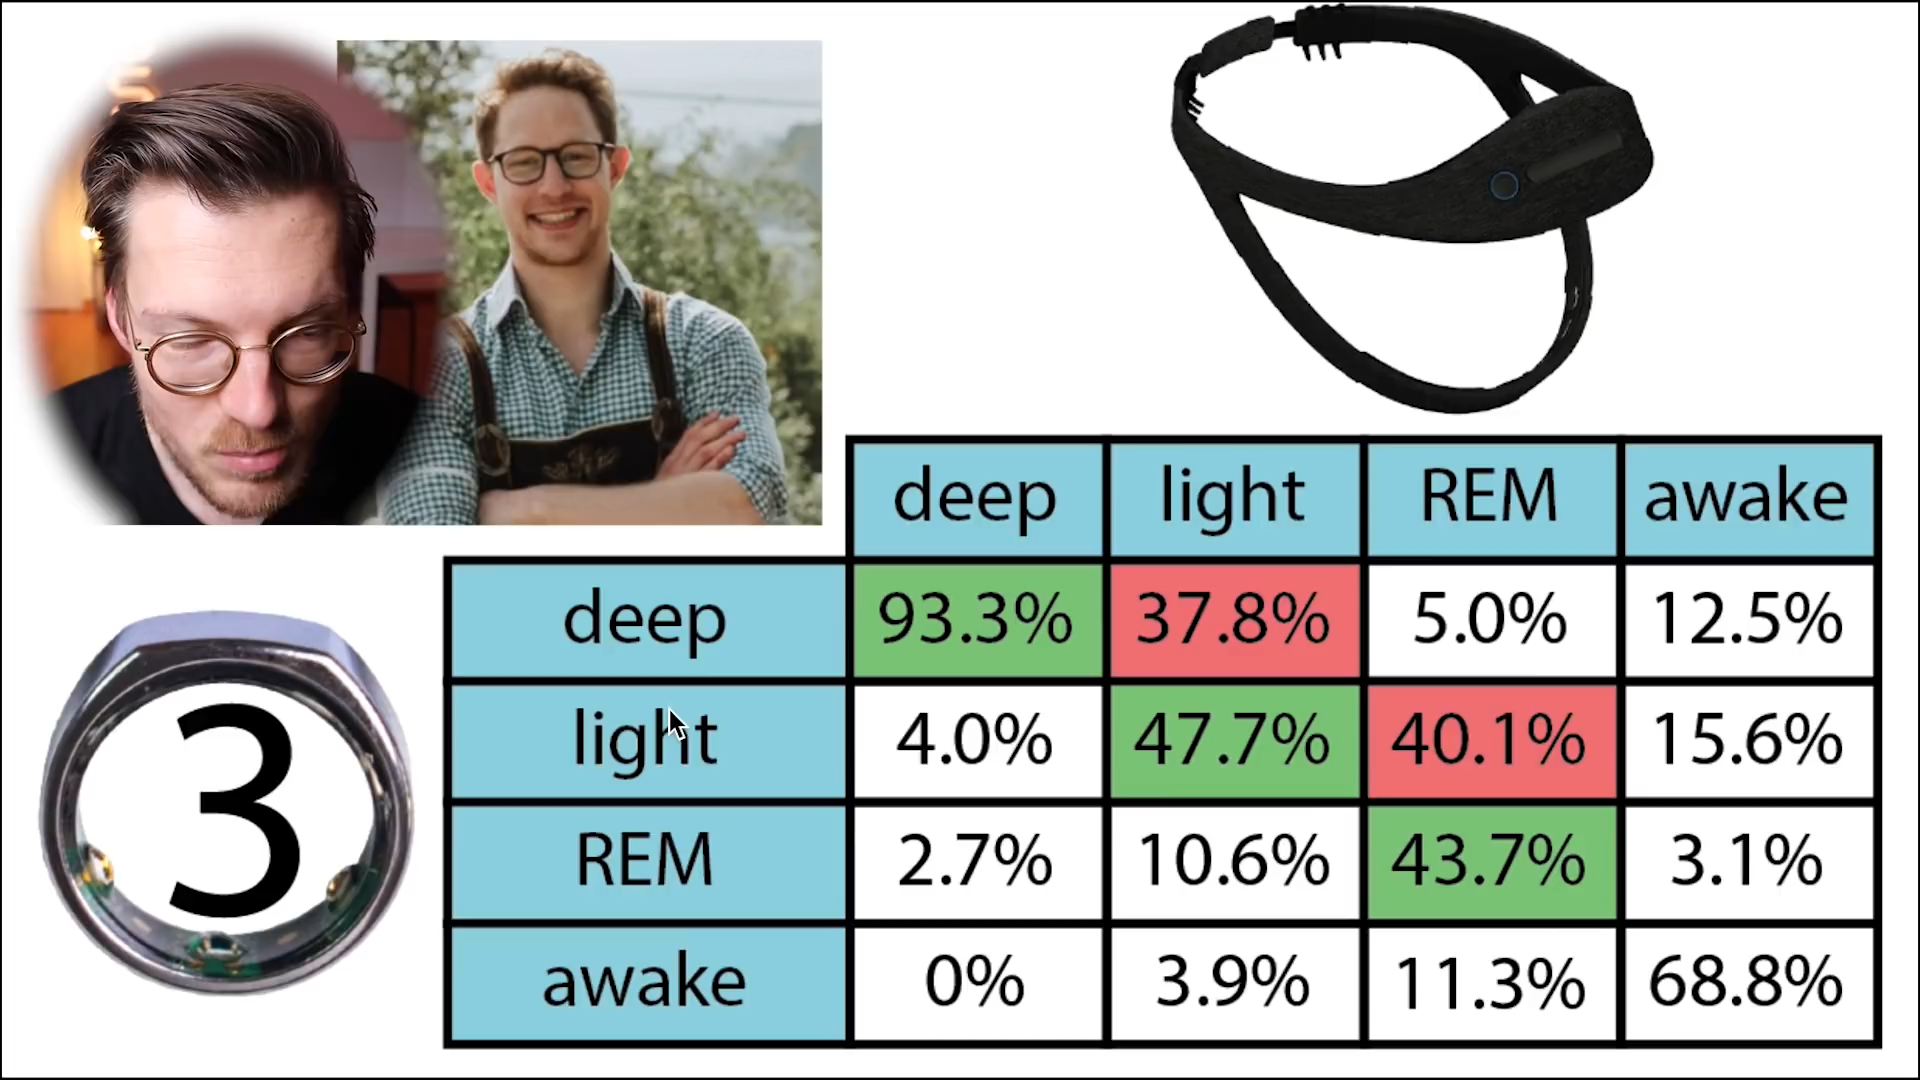 deep light REM awake
deep 93.3% 37.8% 5.0% 12.5%
light 4.0% 47.7% 40.1% 15.6%
REM 2.7% 10.6% 43.7% 3.1%
awake 0% 3.9% 11.3% 68.8%
3